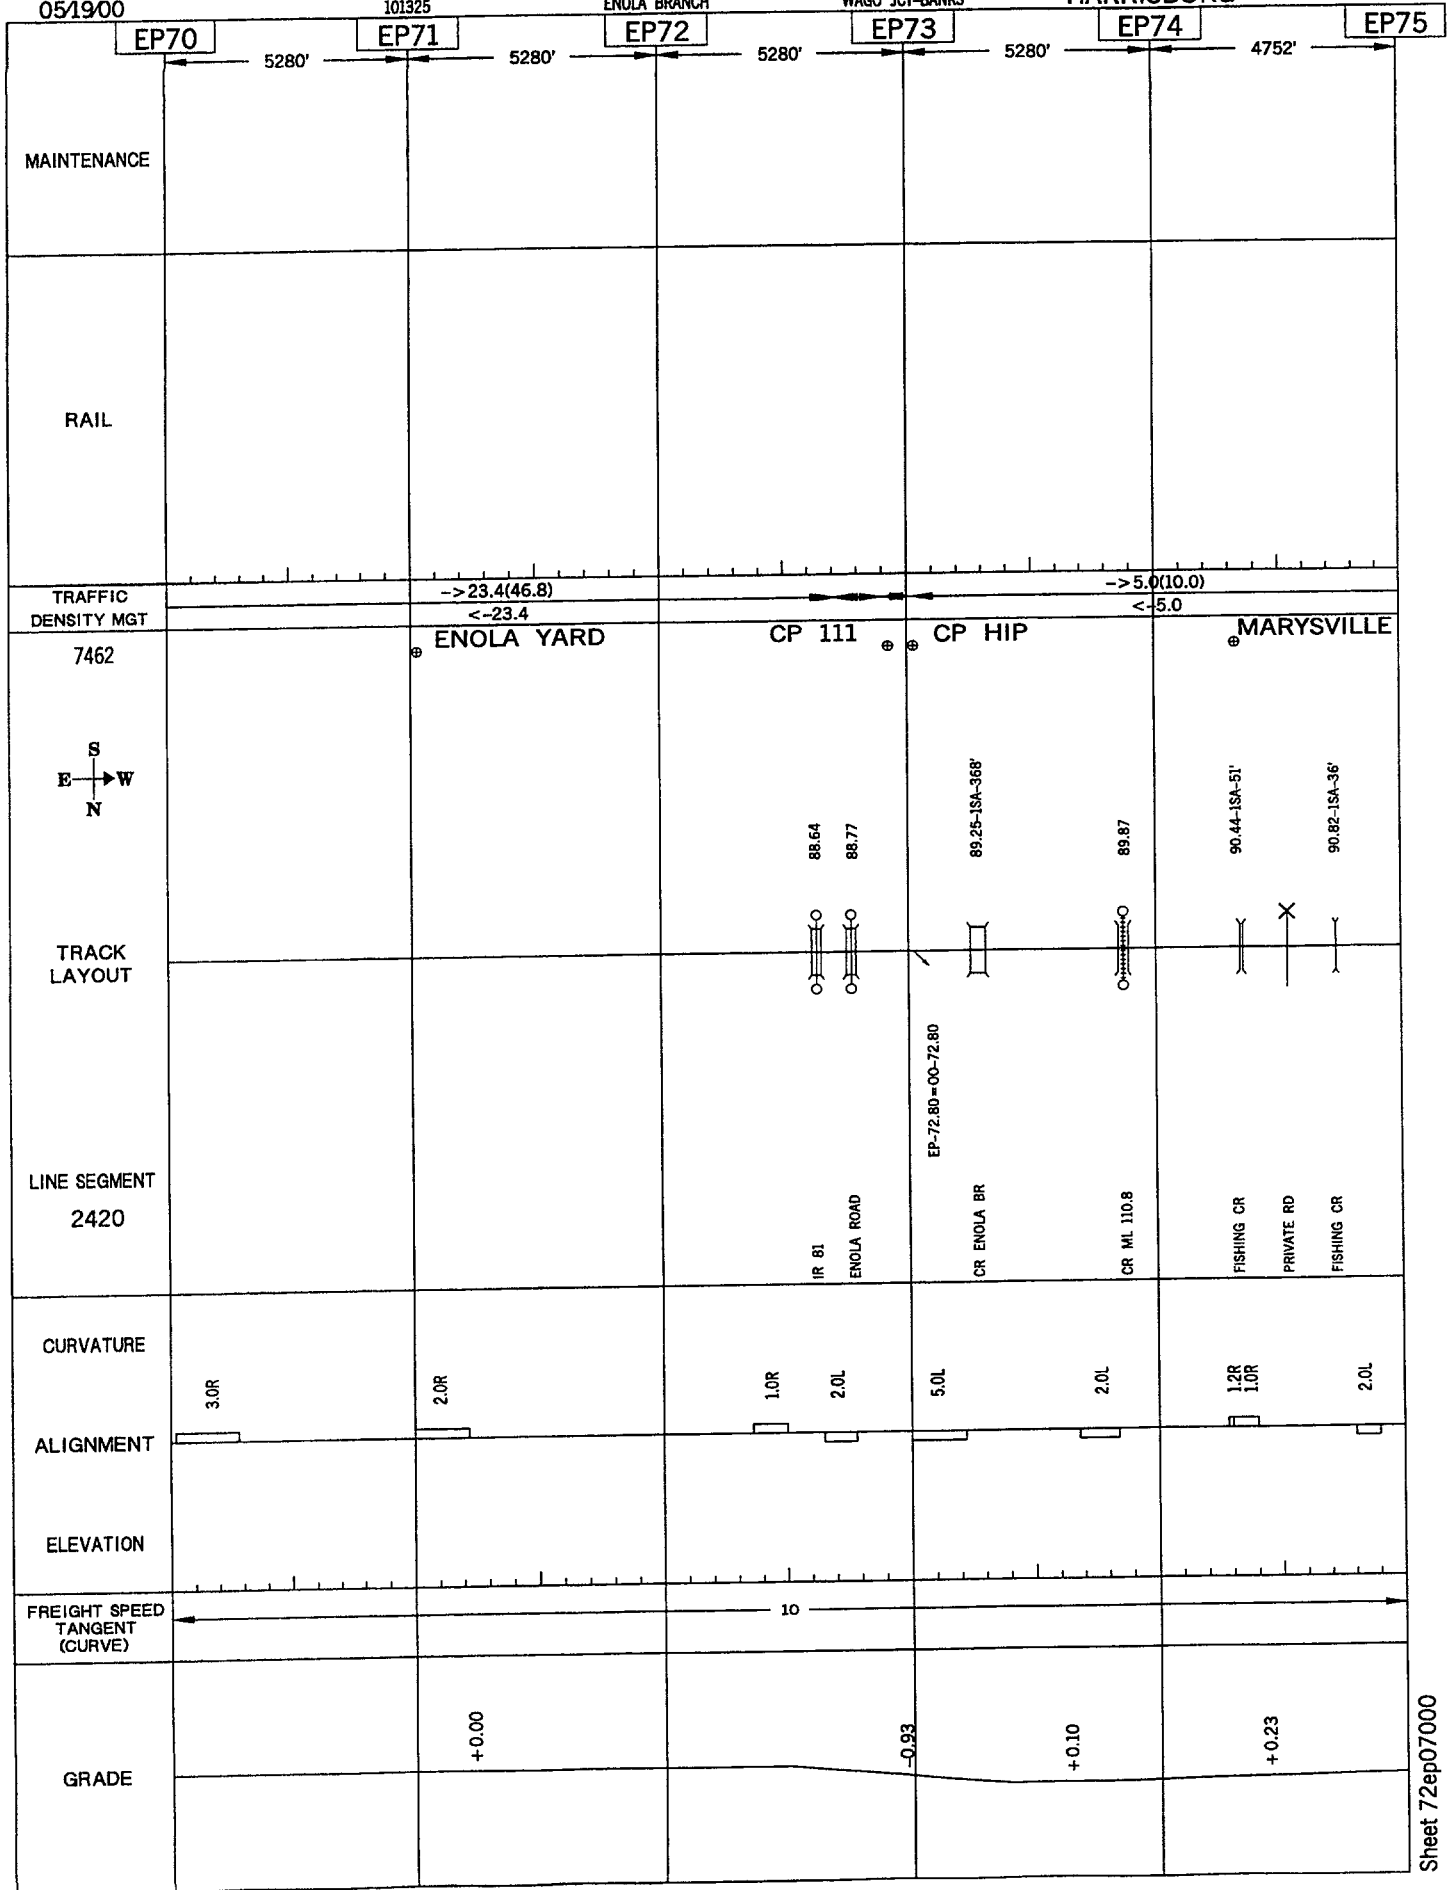 05/19/00 101325 ENOLA BRANCH WAGO JCT-BANKS HARRISBURG
EP70 EP71 EP72 EP73 EP74 EP75
5280' 5280' 5280' 5280' 4752'
MAINTENANCE
RAIL
TRAFFIC
DENSITY MGT
->23.4(46.8) ->5.0(10.0)
<-23.4 <-5.0
7462
ENOLA YARD CP 111 CP HIP MARYSVILLE
S
E W
N
88.64
88.77
89.25-1SA-368'
89.87
90.44-1SA-51'
90.82-1SA-36'
TRACK
LAYOUT
EP-72.80=00-72.80
LINE SEGMENT
2420
IR 81
ENOLA ROAD
CR ENOLA BR
CR ML 110.8
FISHING CR
PRIVATE RD
FISHING CR
CURVATURE
3.0R
2.0R
1.0R
2.0L
5.0L
2.0L
1.2R
1.0R
2.0L
ALIGNMENT
ELEVATION
FREIGHT SPEED
TANGENT
(CURVE)
10
GRADE
+0.00
-0.93
+0.10
+0.23
Sheet 72ep07000